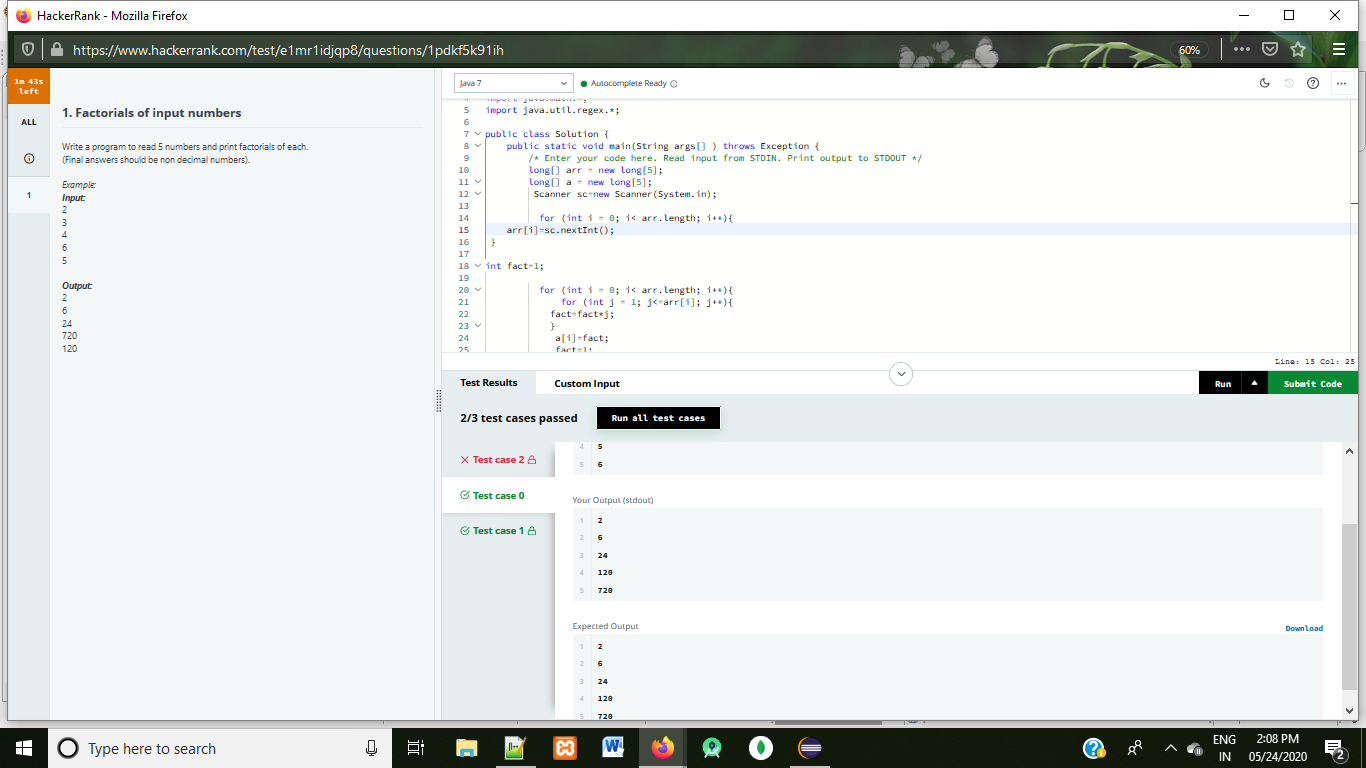 HackerRank - Mozilla Firefox
https://www.hackerrank.com/test/e1mr1idjqp8/questions/1pdkf5k91ih
60%
1m 43s
left
ALL
1
1. Factorials of input numbers
Write a program to read 5 numbers and print factorials of each.
(Final answers should be non decimal numbers).
Example:
Input:
2
3
4
6
5
Output:
2
6
24
720
120
Java 7
Autocomplete Ready
4 import java.math.*;
5 import java.util.regex.*;
6
7 public class Solution {
8 public static void main(String args[] ) throws Exception {
9 /* Enter your code here. Read input from STDIN. Print output to STDOUT */
10 long[] arr = new long[5];
11 long[] a = new long[5];
12 Scanner sc=new Scanner(System.in);
13
14 for (int i = 0; i< arr.length; i++){
15 arr[i]=sc.nextInt();
16 }
17
18 int fact=1;
19
20 for (int i = 0; i< arr.length; i++){
21 for (int j = 1; j<=arr[i]; j++){
22 fact=fact*j;
23 }
24 a[i]=fact;
25 fact=1;
Line: 15 Col: 25
Test Results
Custom Input
Run
Submit Code
2/3 test cases passed
Run all test cases
Test case 2
Test case 0
Test case 1
4 5
5 6
Your Output (stdout)
1 2
2 6
3 24
4 120
5 720
Expected Output
Download
1 2
2 6
3 24
4 120
5 720
Type here to search
ENG
IN
2:08 PM
05/24/2020
2